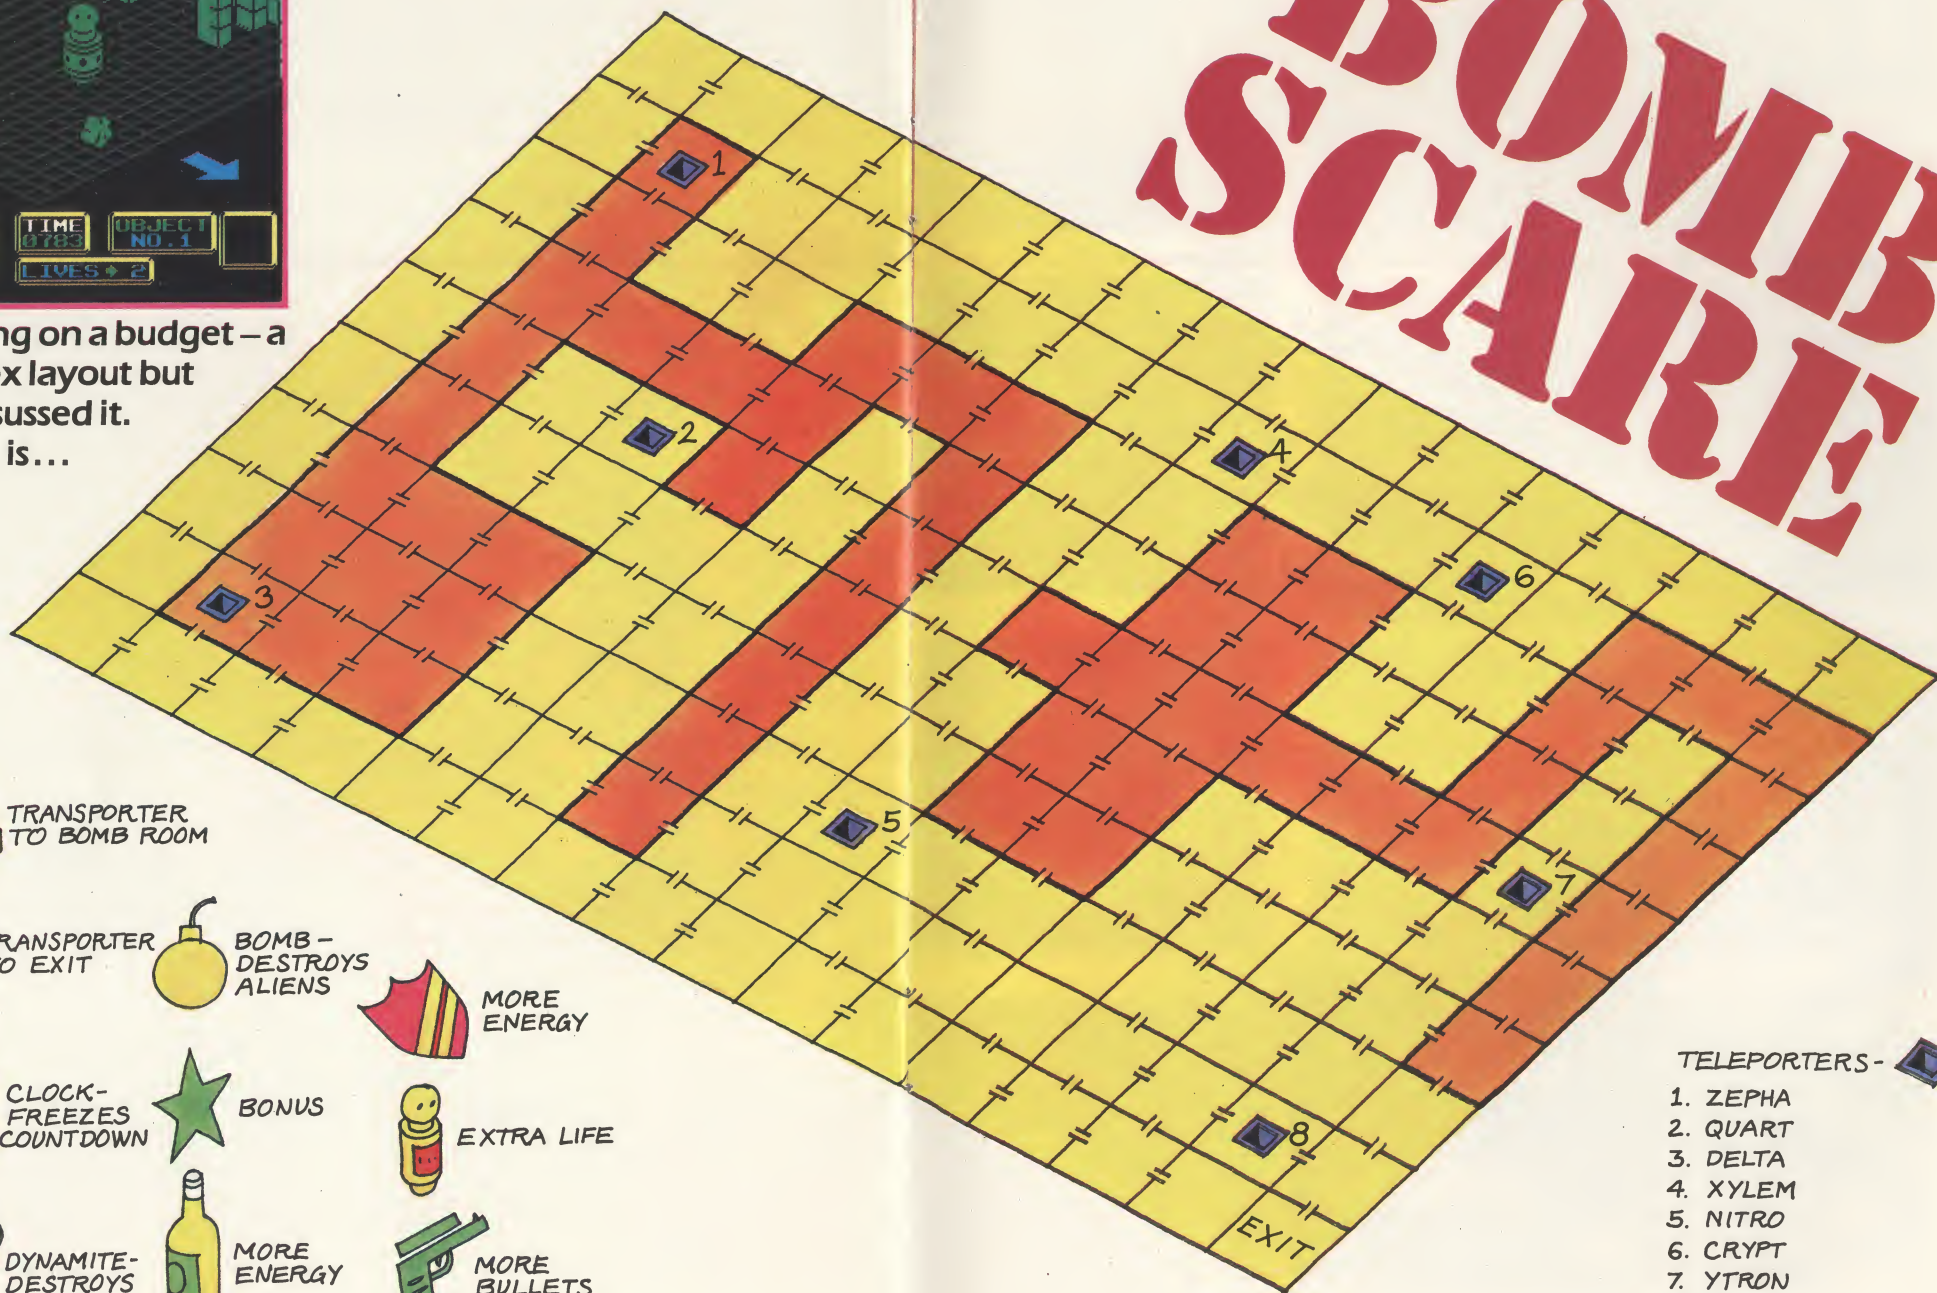 BOMB
SCARE
TIME
0783
OBJECT
NO. 1
LIVES 2
ng on a budget – a
ex layout but
sussed it.
is...
1
2
3
4
5
6
7
8
EXIT
TRANSPORTER
TO BOMB ROOM
RANSPORTER
O EXIT
BOMB –
DESTROYS
ALIENS
MORE
ENERGY
CLOCK-
FREEZES
COUNTDOWN
BONUS
EXTRA LIFE
DYNAMITE-
DESTROYS
MORE
ENERGY
MORE
BULLETS
TELEPORTERS-
1. ZEPHA
2. QUART
3. DELTA
4. XYLEM
5. NITRO
6. CRYPT
7. YTRON